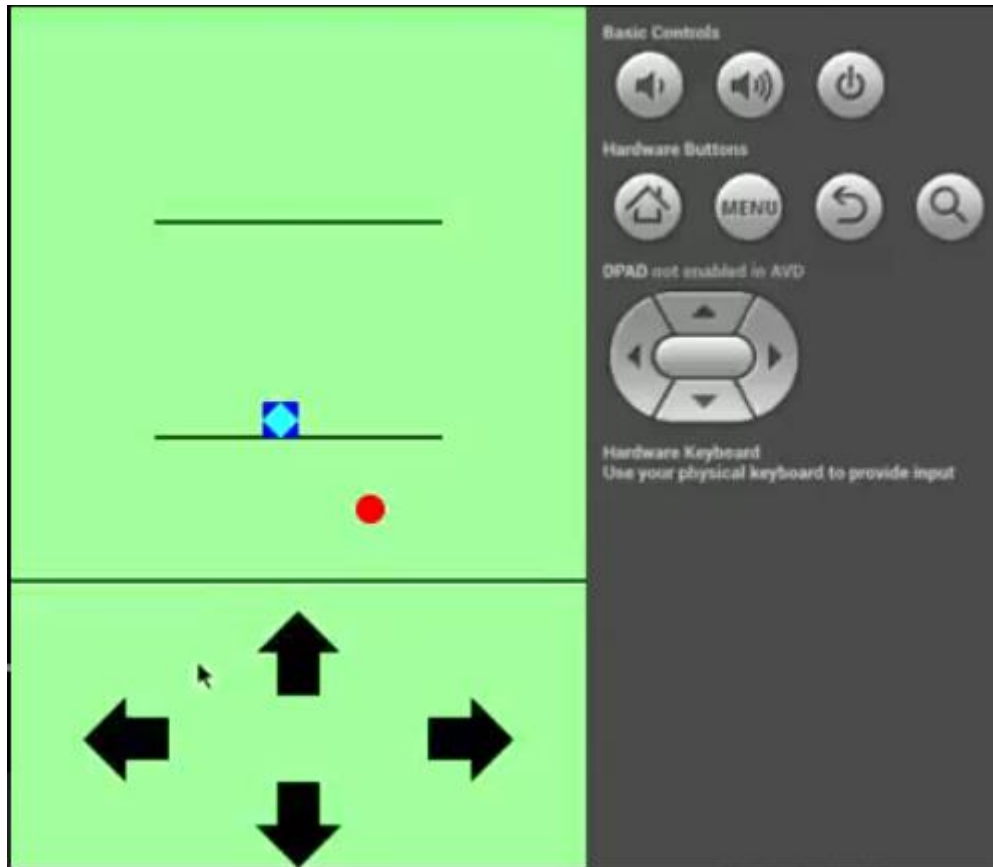 Basic Controls
Hardware Buttons
MENU
DPAD not enabled in AVD
Hardware Keyboard
Use your physical keyboard to provide input